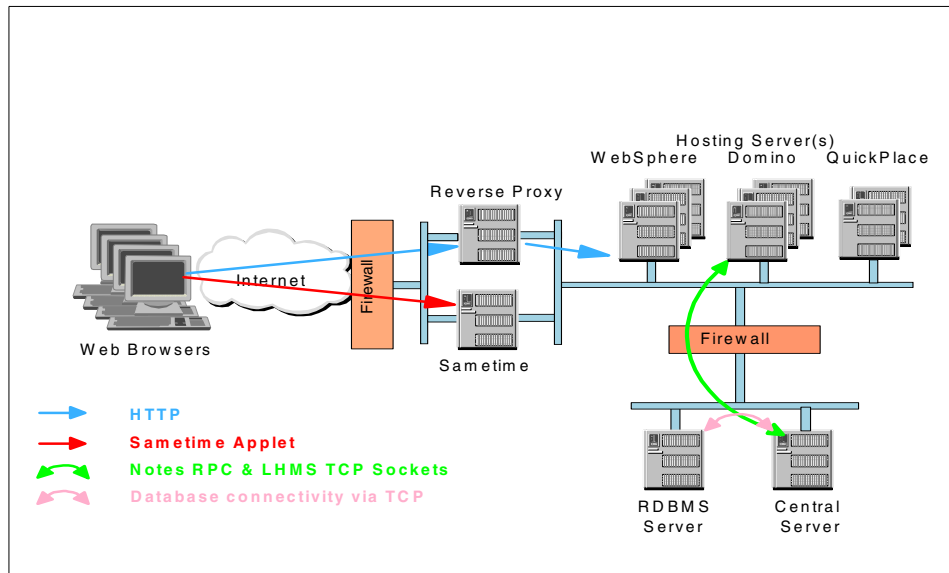 Hosting Server(s)
WebSphere Domino QuickPlace
Reverse Proxy
Internet
Firewall
Web Browsers
Sametime
Firewall
HTTP
Sametime Applet
Notes RPC & LHMS TCP Sockets
Database connectivity via TCP
RDBMS
Server
Central
Server